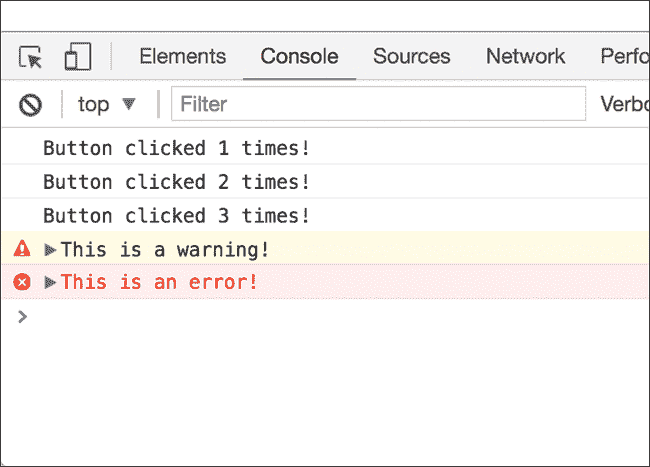 Elements Console Sources Network Perfo
top ▼ Filter Verbo
Button clicked 1 times!
Button clicked 2 times!
Button clicked 3 times!
▶This is a warning!
▶This is an error!
>